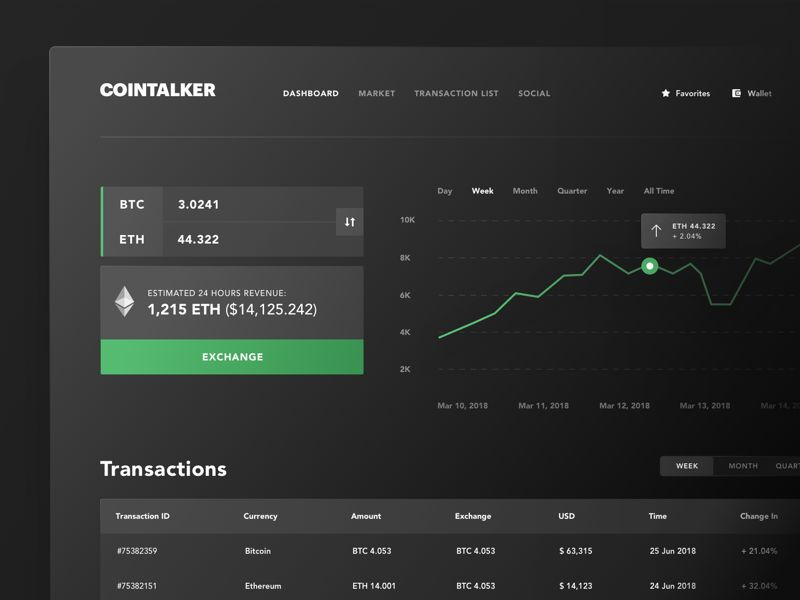 COINTALKER DASHBOARD MARKET TRANSACTION LIST SOCIAL Favorites Wallet
BTC 3.0241
ETH 44.322
ESTIMATED 24 HOURS REVENUE:
1,215 ETH ($14,125.242)
EXCHANGE
Day Week Month Quarter Year All Time
ETH 44.322
+ 2.04%
10K
8K
6K
4K
2K
Mar 10, 2018 Mar 11, 2018 Mar 12, 2018 Mar 13, 2018 Mar 14, 20
Transactions WEEK MONTH QUART
Transaction ID Currency Amount Exchange USD Time Change In
#75382359 Bitcoin BTC 4.053 BTC 4.053 $ 63,315 25 Jun 2018 + 21.04%
#75382151 Ethereum ETH 14.001 BTC 4.053 $ 14,123 24 Jun 2018 + 32.04%